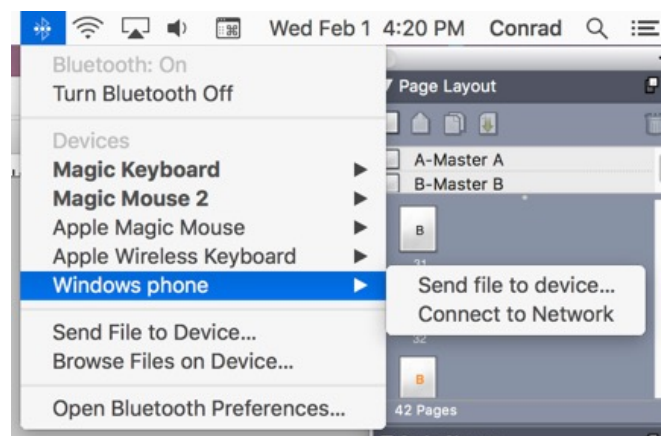 Wed Feb 1 4:20 PM Conrad
Bluetooth: On
Turn Bluetooth Off
Devices
Magic Keyboard
Magic Mouse 2
Apple Magic Mouse
Apple Wireless Keyboard
Windows phone
Send File to Device...
Browse Files on Device...
Open Bluetooth Preferences...
Send file to device...
Connect to Network
Page Layout
A-Master A
B-Master B
B
31
32
B
42 Pages